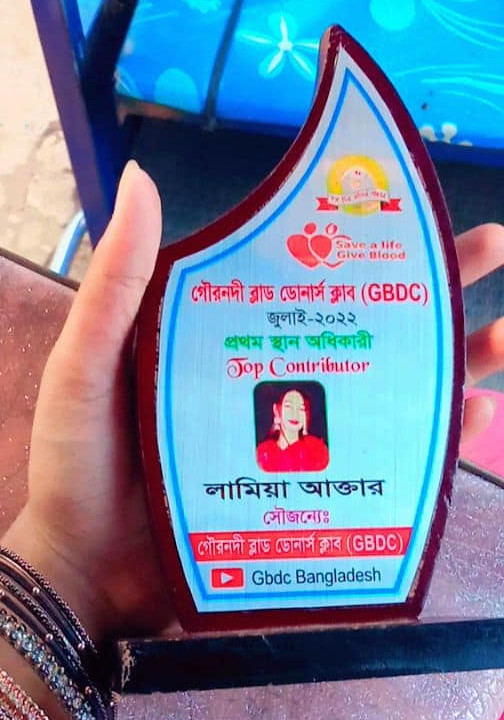 Save a life
Give Blood
গৌরনদী ব্লাড ডোনার্স ক্লাব (GBDC)
জুলাই-২০২২
প্রথম স্থান অধিকারী
Top Contributor
লামিয়া আক্তার
সৌজন্যেঃ
গৌরনদী ব্লাড ডোনার্স ক্লাব (GBDC)
Gbdc Bangladesh